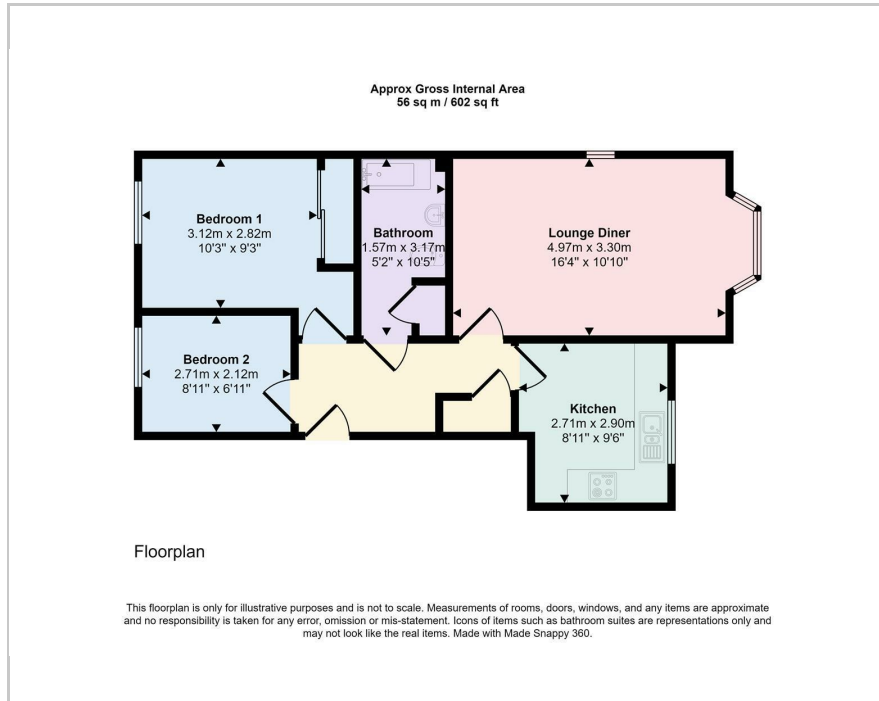 Approx Gross Internal Area
56 sq m / 602 sq ft
Bedroom 1
3.12m x 2.82m
10'3" x 9'3"
Bathroom
1.57m x 3.17m
5'2" x 10'5"
Lounge Diner
4.97m x 3.30m
16'4" x 10'10"
Bedroom 2
2.71m x 2.12m
8'11" x 6'11"
Kitchen
2.71m x 2.90m
8'11" x 9'6"
Floorplan
This floorplan is only for illustrative purposes and is not to scale. Measurements of rooms, doors, windows, and any items are approximate
and no responsibility is taken for any error, omission or mis-statement. Icons of items such as bathroom suites are representations only and
may not look like the real items. Made with Made Snappy 360.